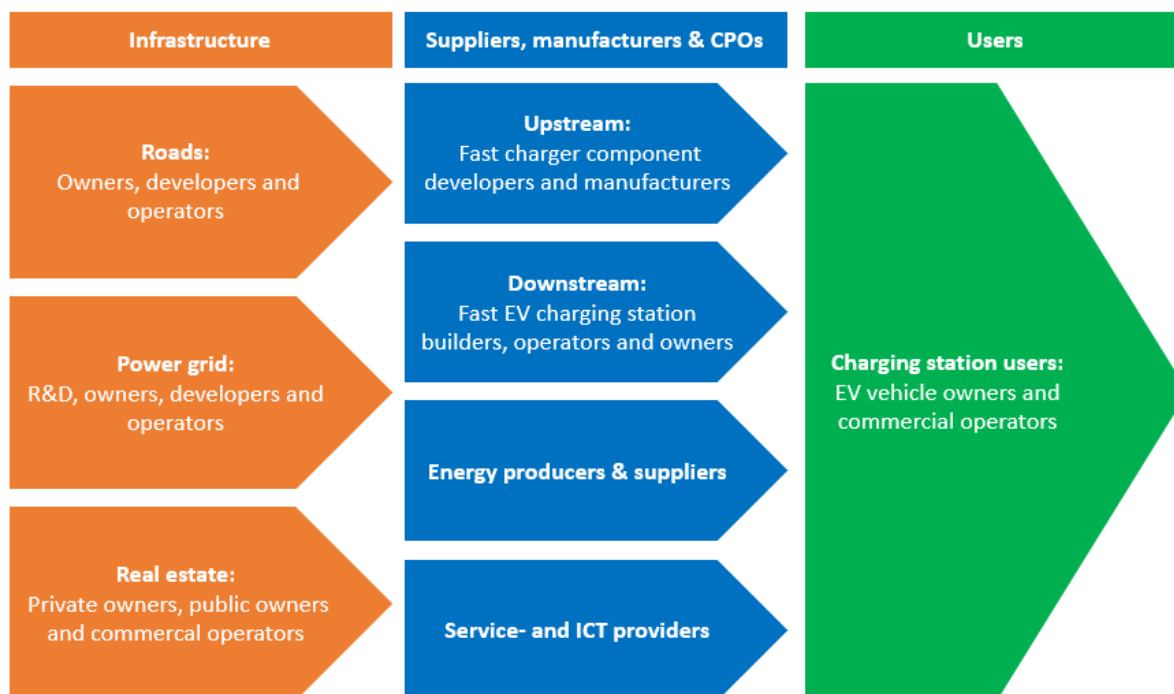 Infrastructure
Suppliers, manufacturers & CPOs
Users
Roads:
Owners, developers and
operators
Power grid:
R&D, owners, developers and
operators
Real estate:
Private owners, public owners
and commercal operators
Upstream:
Fast charger component
developers and manufacturers
Downstream:
Fast EV charging station
builders, operators and owners
Energy producers & suppliers
Service- and ICT providers
Charging station users:
EV vehicle owners and
commercial operators